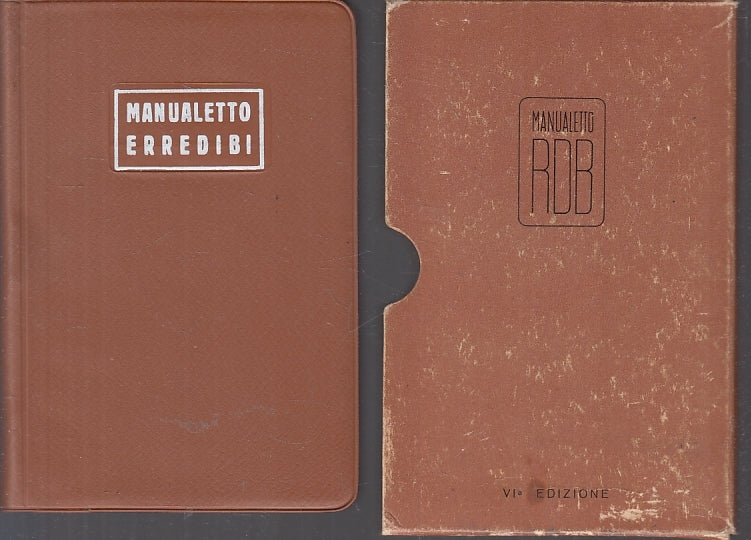 MANUALETTO
ERREDIBI
MANUALETTO
RDB
VIª EDIZIONE